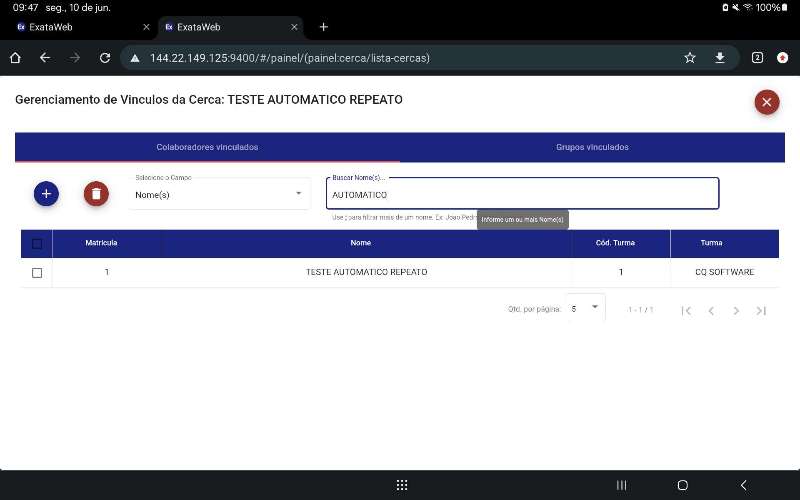 09:47 seg., 10 de jun. 100%
ExataWeb
ExataWeb
144.22.149.125:9400/#/painel/(painel:cerca/lista-cercas)
2
Gerenciamento de Vinculos da Cerca: TESTE AUTOMATICO REPEATO
Colaboradores vinculados Grupos vinculados
Selecione o Campo
Nome(s)
Buscar Nome(s)...
AUTOMATICO
para filtrar mais de um nome. Ex: João Pedr
Informe um ou mais Nome(s)
Matricula Nome Cód. Turma Turma
1 TESTE AUTOMATICO REPEATO 1 CQ SOFTWARE
Qtd. por página: 5 1 - 1 / 1